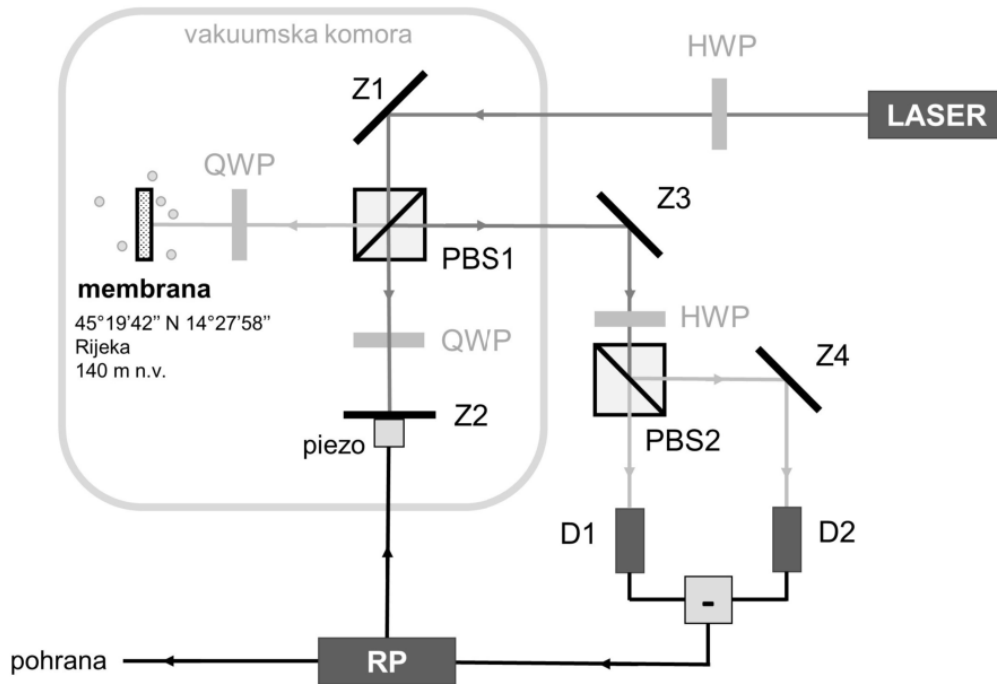 vakuumska komora
HWP
LASER
Z1
QWP
Z3
PBS1
membrana
45°19’42’’ N 14°27’58’’
Rijeka
140 m n.v.
QWP
HWP
Z4
Z2
piezo
PBS2
D1
D2
-
pohrana
RP